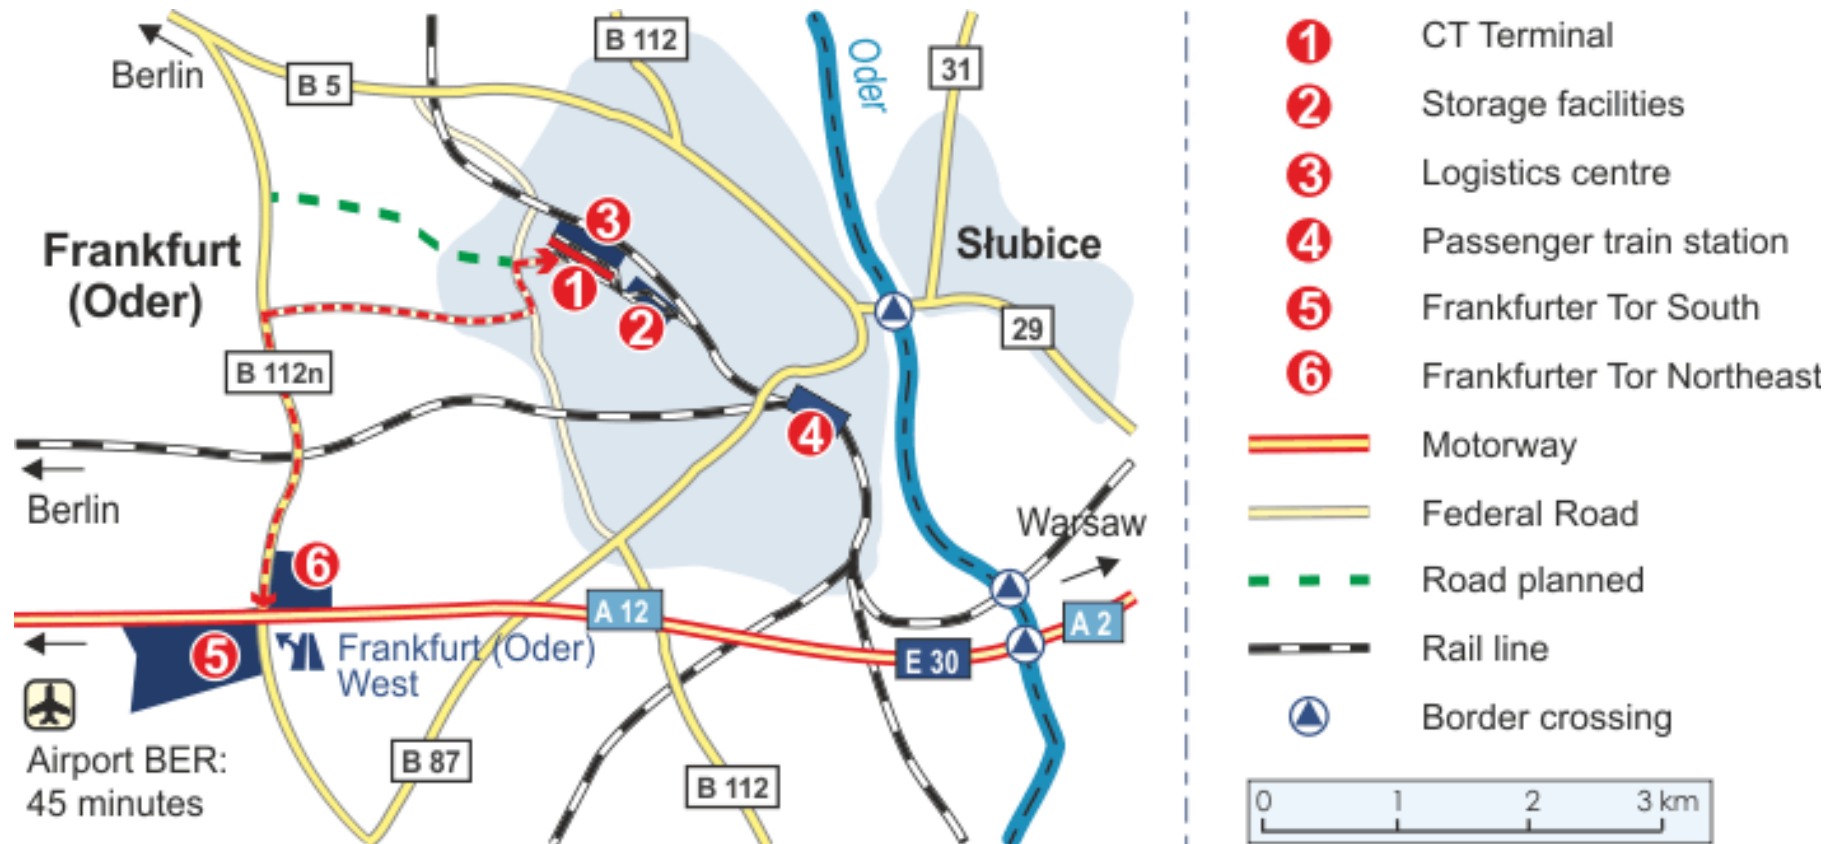 Berlin
B 5
B 112
Oder
31
Frankfurt
(Oder)
3
1
2
Słubice
29
B 112n
4
Berlin
Warsaw
6
A 12
A 2
5
Frankfurt (Oder)
West
E 30
Airport BER:
45 minutes
B 87
B 112
1 CT Terminal
2 Storage facilities
3 Logistics centre
4 Passenger train station
5 Frankfurter Tor South
6 Frankfurter Tor Northeast
Motorway
Federal Road
Road planned
Rail line
Border crossing
0 1 2 3 km